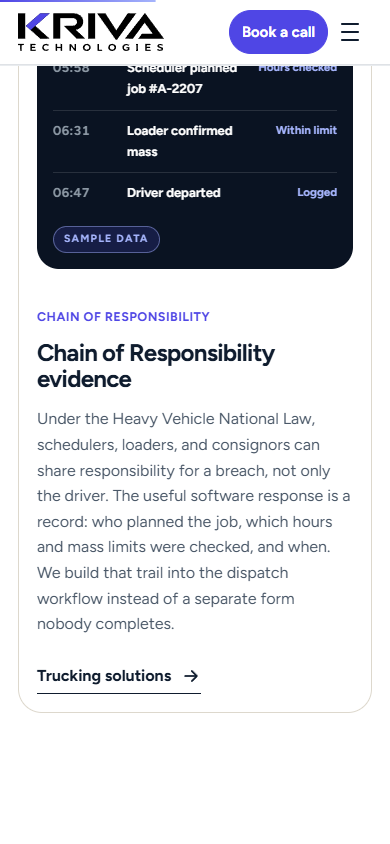 KRIVA
TECHNOLOGIES
Book a call
05:58 Scheduler planned Hours checked
job #A-2207
06:31 Loader confirmed Within limit
mass
06:47 Driver departed Logged
SAMPLE DATA
CHAIN OF RESPONSIBILITY
Chain of Responsibility
evidence
Under the Heavy Vehicle National Law,
schedulers, loaders, and consignors can
share responsibility for a breach, not only
the driver. The useful software response is a
record: who planned the job, which hours
and mass limits were checked, and when.
We build that trail into the dispatch
workflow instead of a separate form
nobody completes.
Trucking solutions